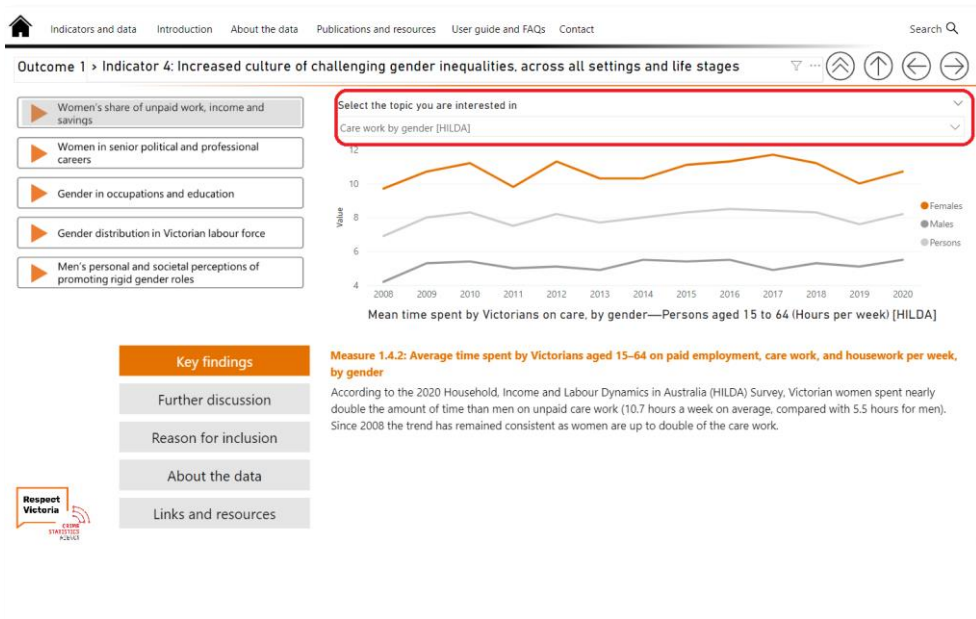 Indicators and data Introduction About the data Publications and resources User guide and FAQs Contact Search
Outcome 1 > Indicator 4: Increased culture of challenging gender inequalities, across all settings and life stages
Women's share of unpaid work, income and
savings
Women in senior political and professional
careers
Gender in occupations and education
Gender distribution in Victorian labour force
Men's personal and societal perceptions of
promoting rigid gender roles
Select the topic you are interested in
Care work by gender [HILDA]
12
10
8
6
4
Value
2008 2009 2010 2011 2012 2013 2014 2015 2016 2017 2018 2019 2020
Females
Males
Persons
Mean time spent by Victorians on care, by gender—Persons aged 15 to 64 (Hours per week) [HILDA]
Key findings
Further discussion
Reason for inclusion
About the data
Links and resources
Measure 1.4.2: Average time spent by Victorians aged 15–64 on paid employment, care work, and housework per week,
by gender
According to the 2020 Household, Income and Labour Dynamics in Australia (HILDA) Survey, Victorian women spent nearly
double the amount of time than men on unpaid care work (10.7 hours a week on average, compared with 5.5 hours for men).
Since 2008 the trend has remained consistent as women are up to double of the care work.
Respect
Victoria
CRIME
STATISTICS
AGENCY